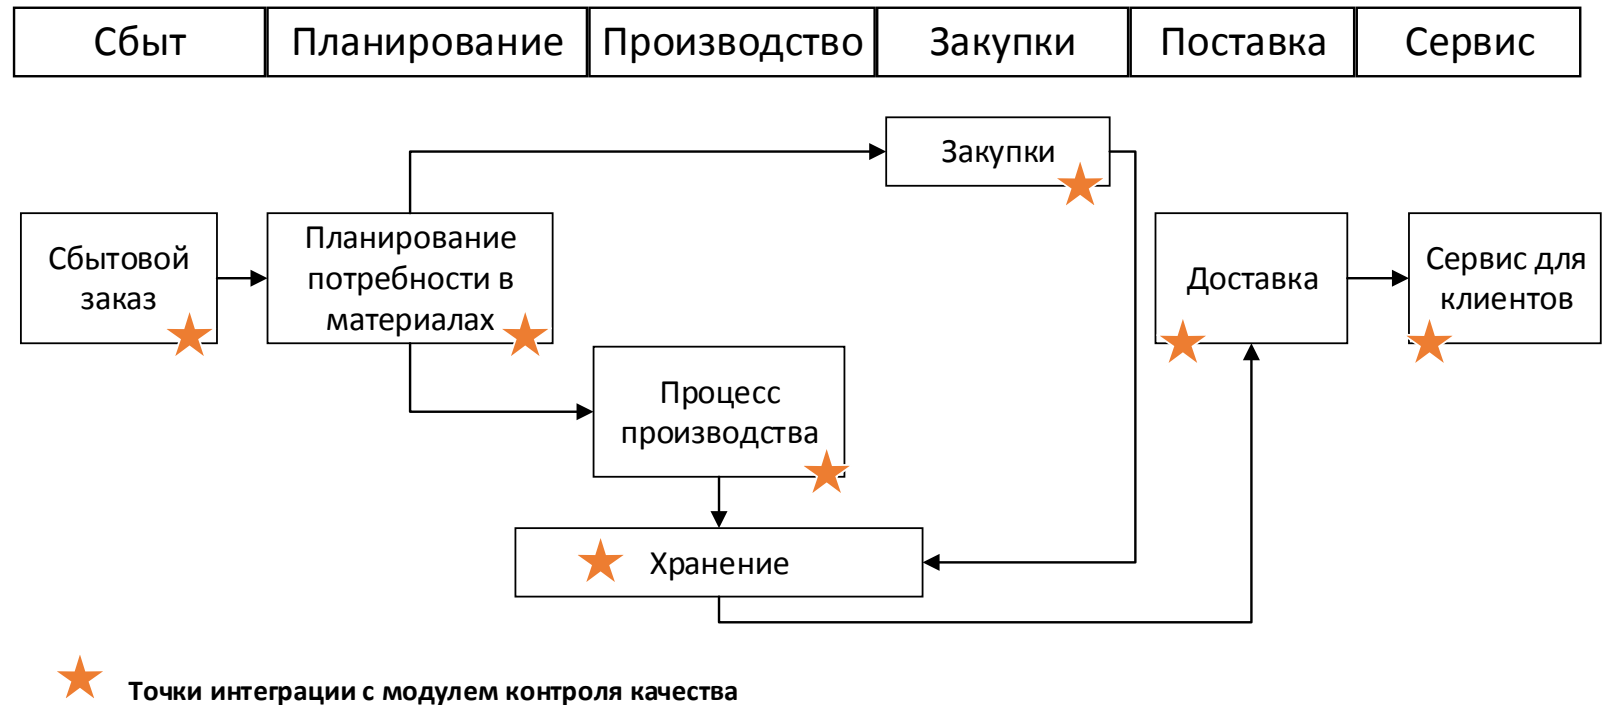 Сбыт
Планирование
Производство
Закупки
Поставка
Сервис
Закупки
Сбытовой
заказ
Планирование
потребности в
материалах
Доставка
Сервис для
клиентов
Процесс
производства
Хранение
Точки интеграции с модулем контроля качества